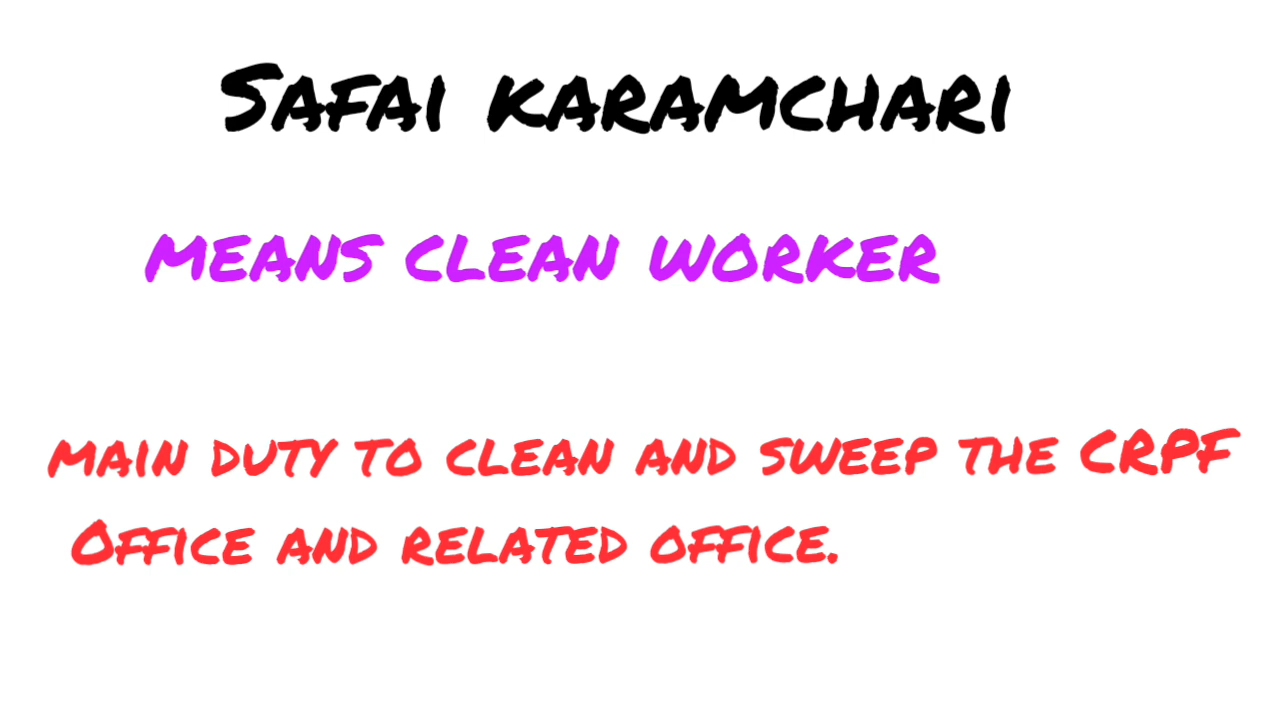 Safai karamchari
means clean worker
main duty to clean and sweep the CRPF
Office and related office.